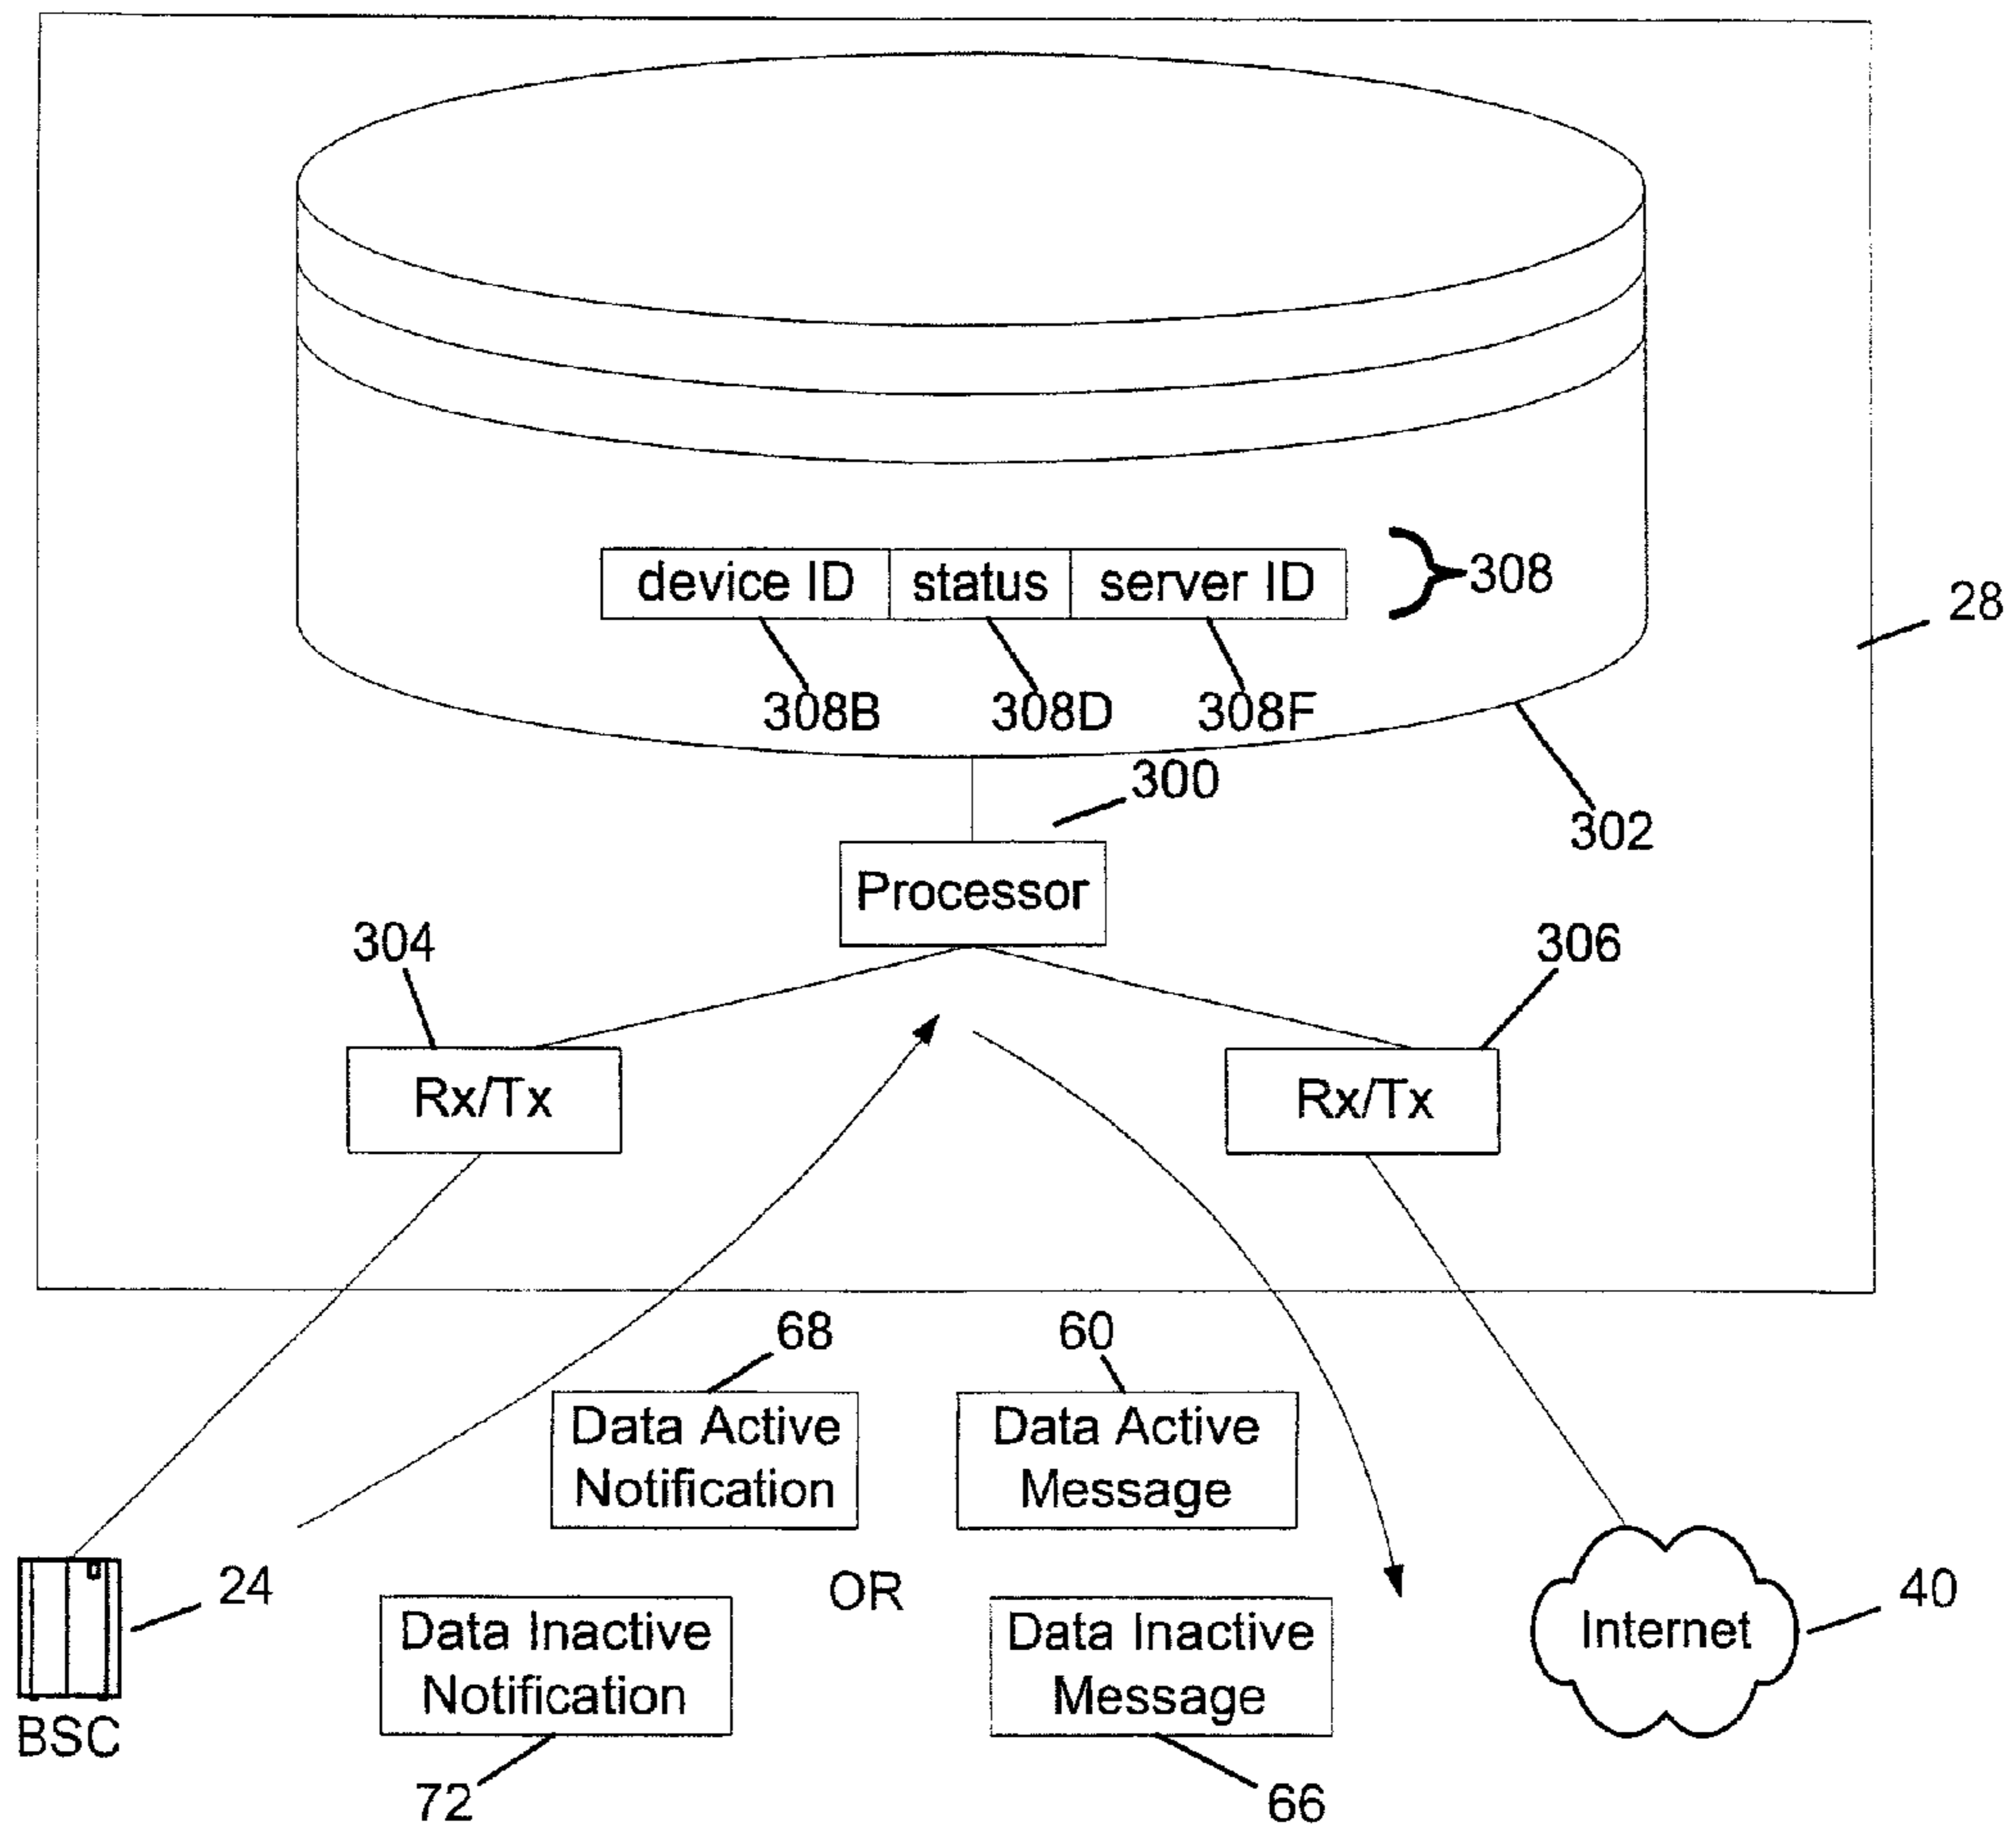 device ID status server ID 308
28
308B 308D 308F
300
302
Processor
304
306
Rx/Tx Rx/Tx
68 60
Data Active
Notification
Data Active
Message
24
OR
40
Data Inactive
Notification
Data Inactive
Message
Internet
BSC
72
66